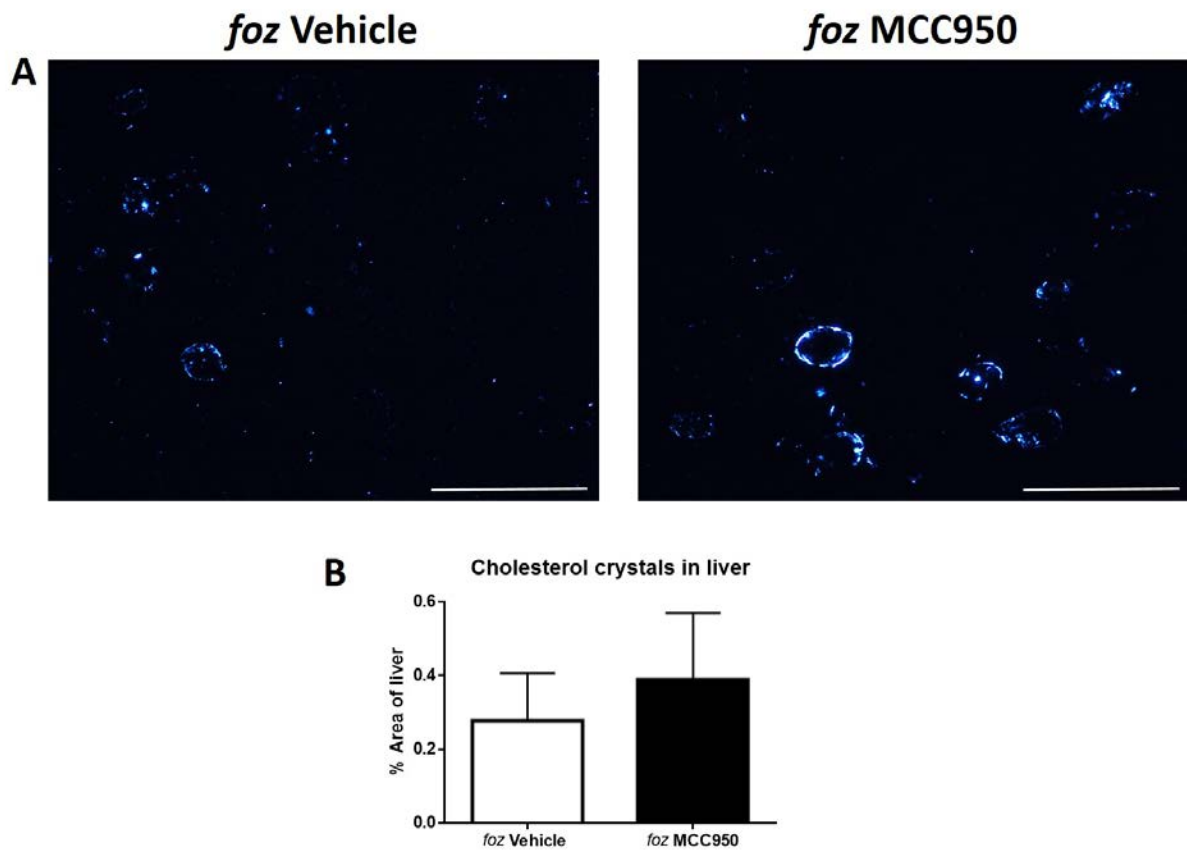 foz Vehicle
foz MCC950
A
B
Cholesterol crystals in liver
% Area of liver
0.6
0.4
0.2
0.0
foz Vehicle
foz MCC950